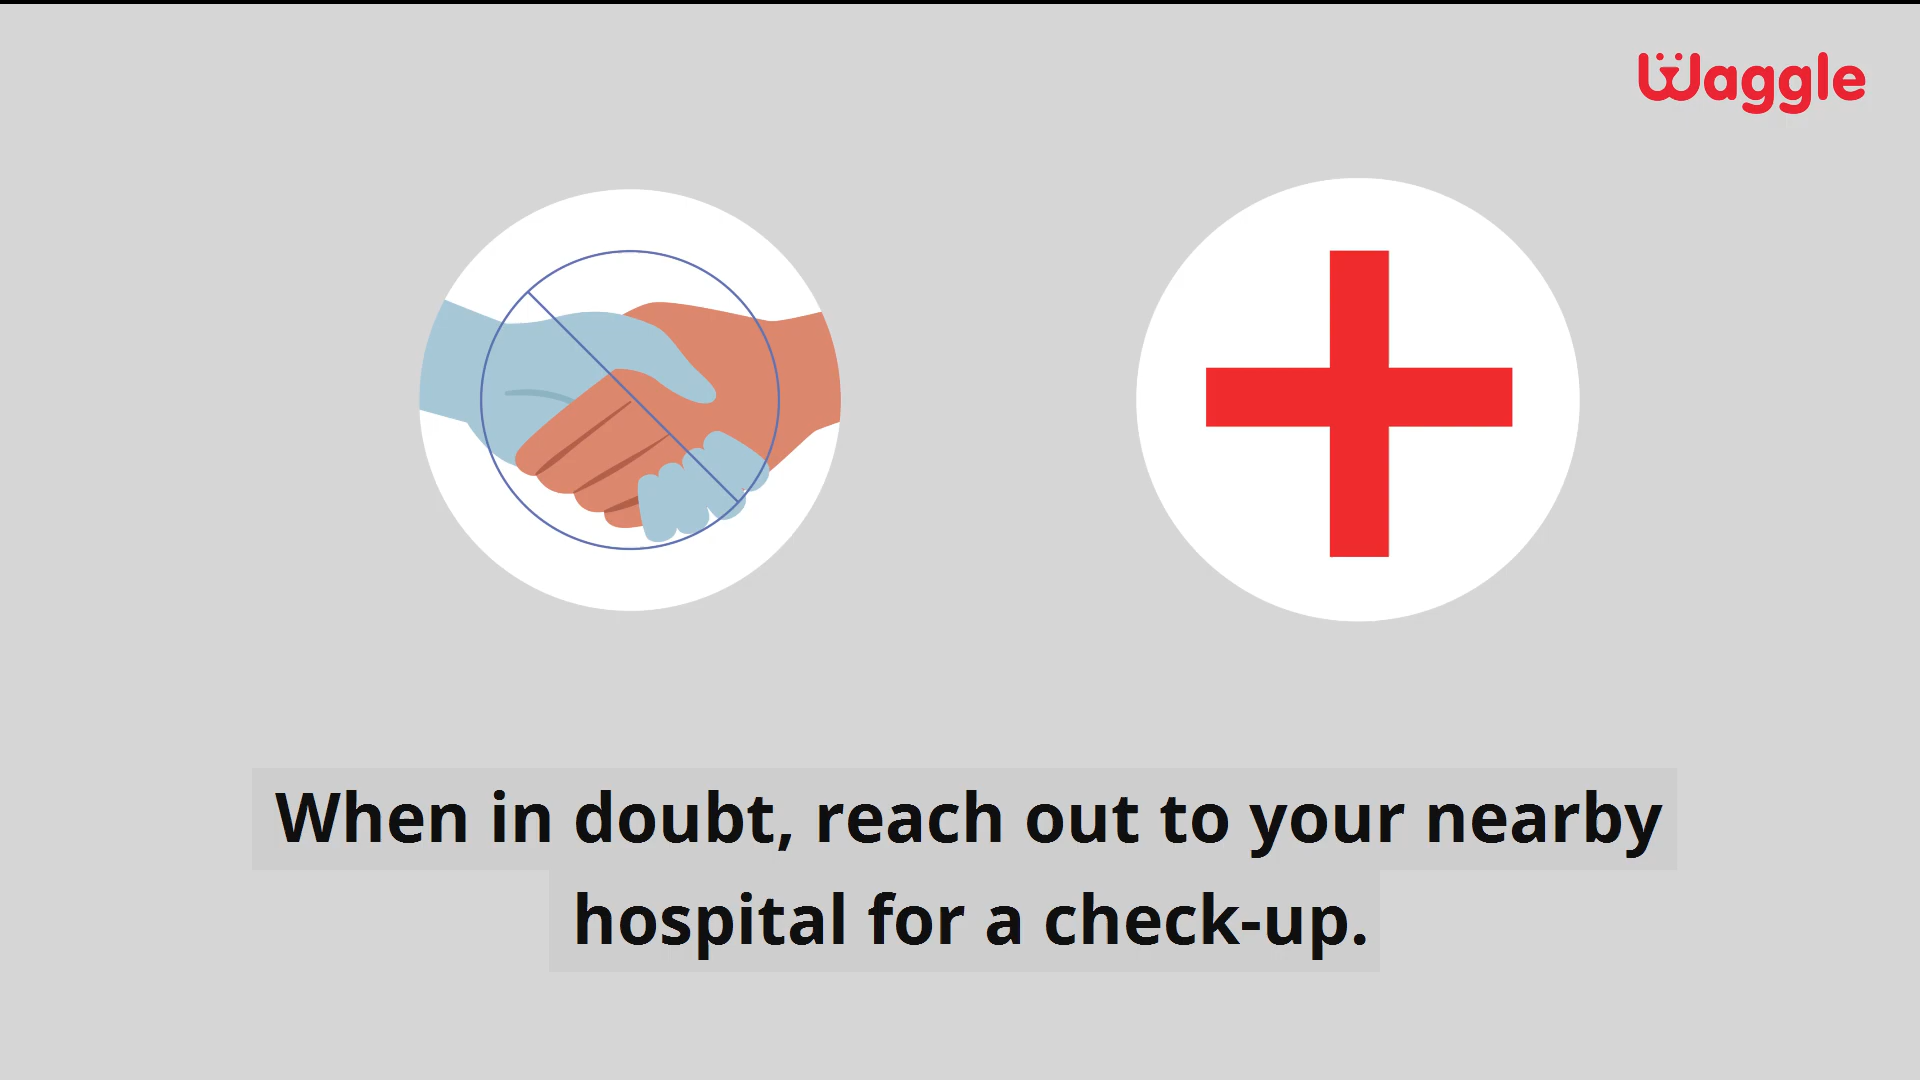 Waggle
When in doubt, reach out to your nearby
hospital for a check-up.